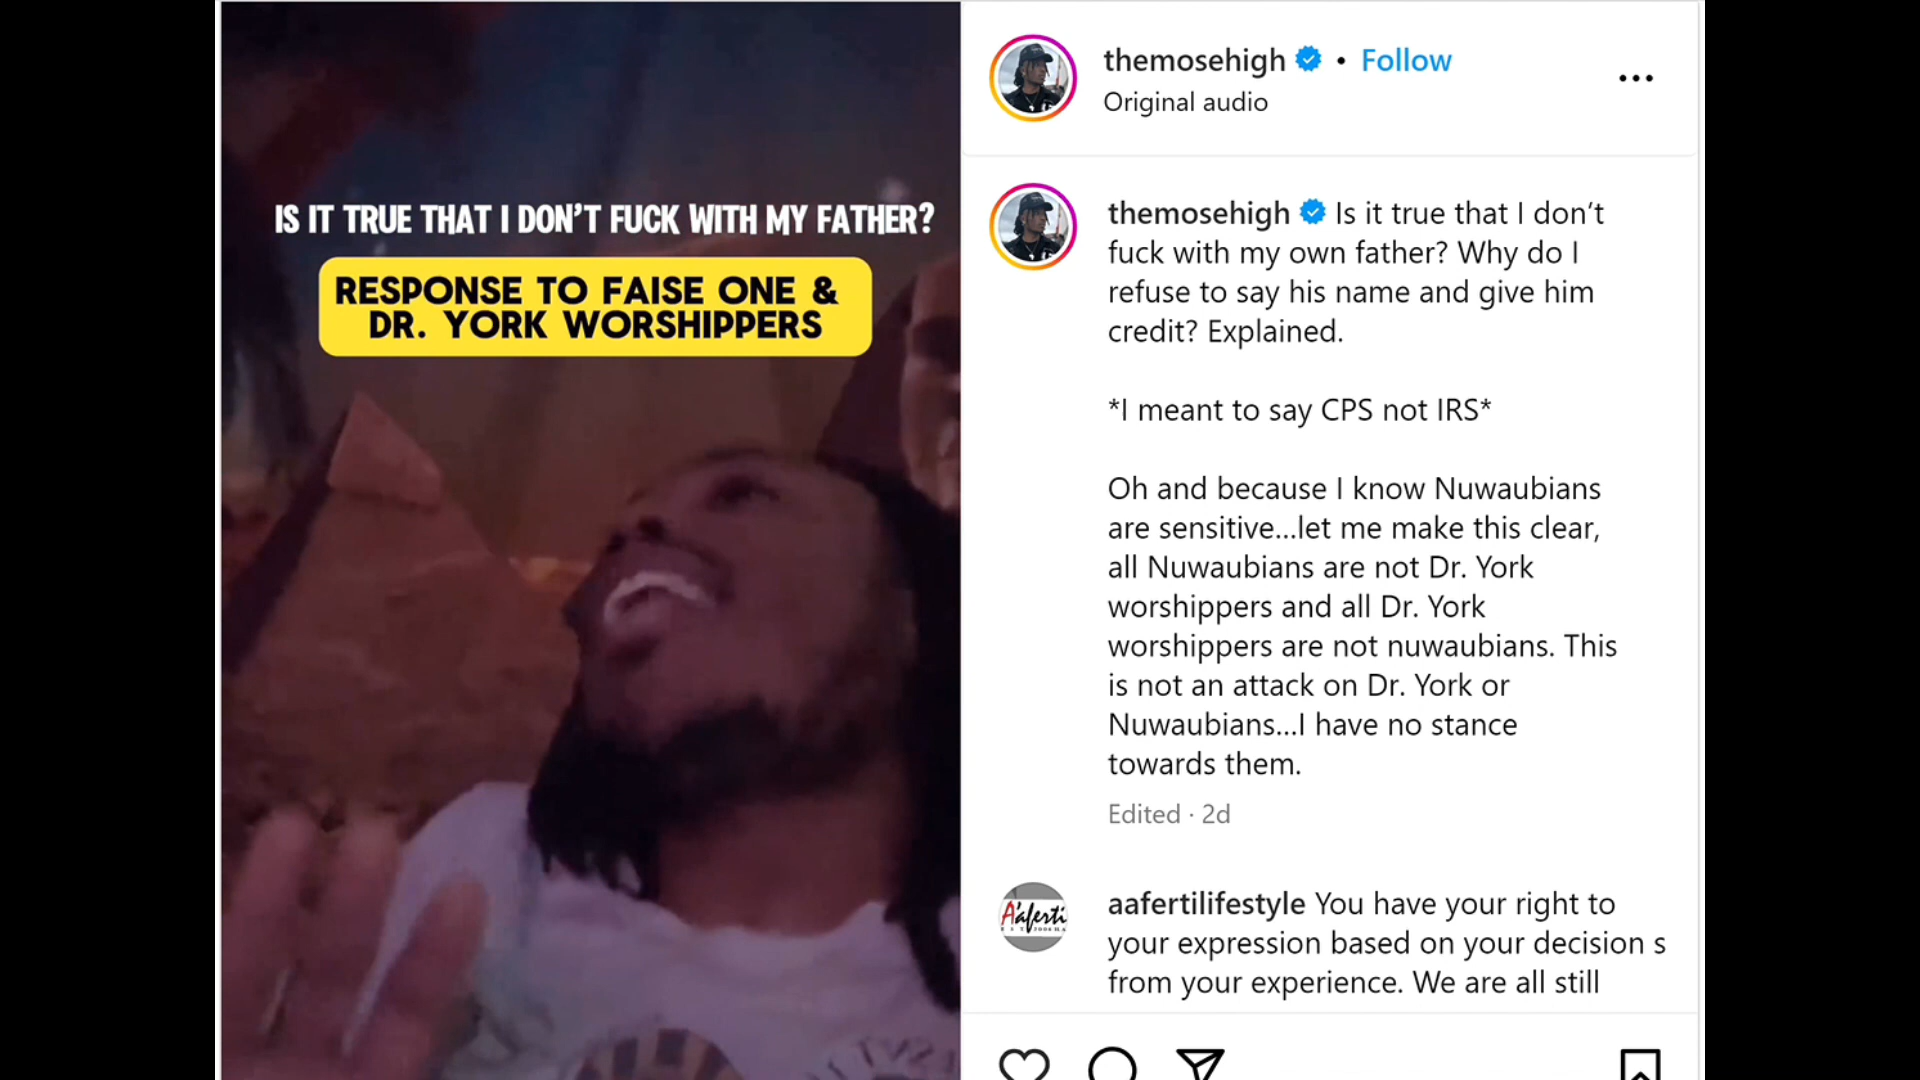 IS IT TRUE THAT I DON'T FUCK WITH MY FATHER?
RESPONSE TO FAISE ONE &
DR. YORK WORSHIPPERS
themosehigh • Follow
Original audio
themosehigh Is it true that I don't
fuck with my own father? Why do I
refuse to say his name and give him
credit? Explained.
*I meant to say CPS not IRS*
Oh and because I know Nuwaubians
are sensitive...let me make this clear,
all Nuwaubians are not Dr. York
worshippers and all Dr. York
worshippers are not nuwaubians. This
is not an attack on Dr. York or
Nuwaubians...I have no stance
towards them.
Edited · 2d
A'aferti
aafertilifestyle You have your right to
your expression based on your decision s
from your experience. We are all still